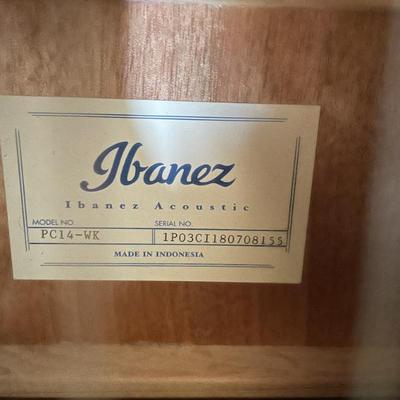 Ibanez
Ibanez Acoustic
MODEL NO. SERIAL NO.
PC14-WK 1P03CI180708155
MADE IN INDONESIA